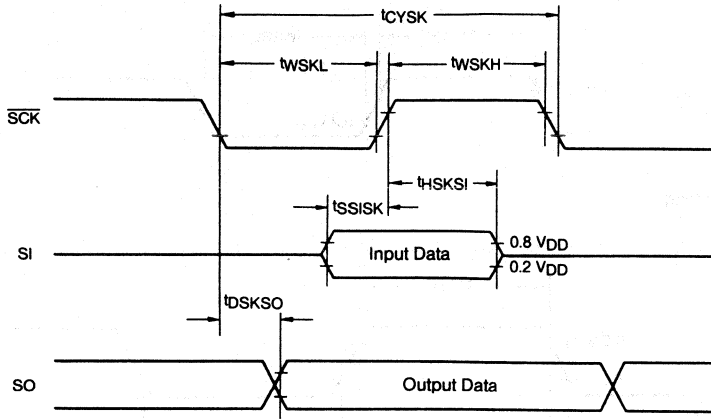 tCYSK
tWSKL
tWSKH
SCK
tHSKSI
tSSISK
SI
Input Data
0.8 VDD
0.2 VDD
tDSKSO
SO
Output Data